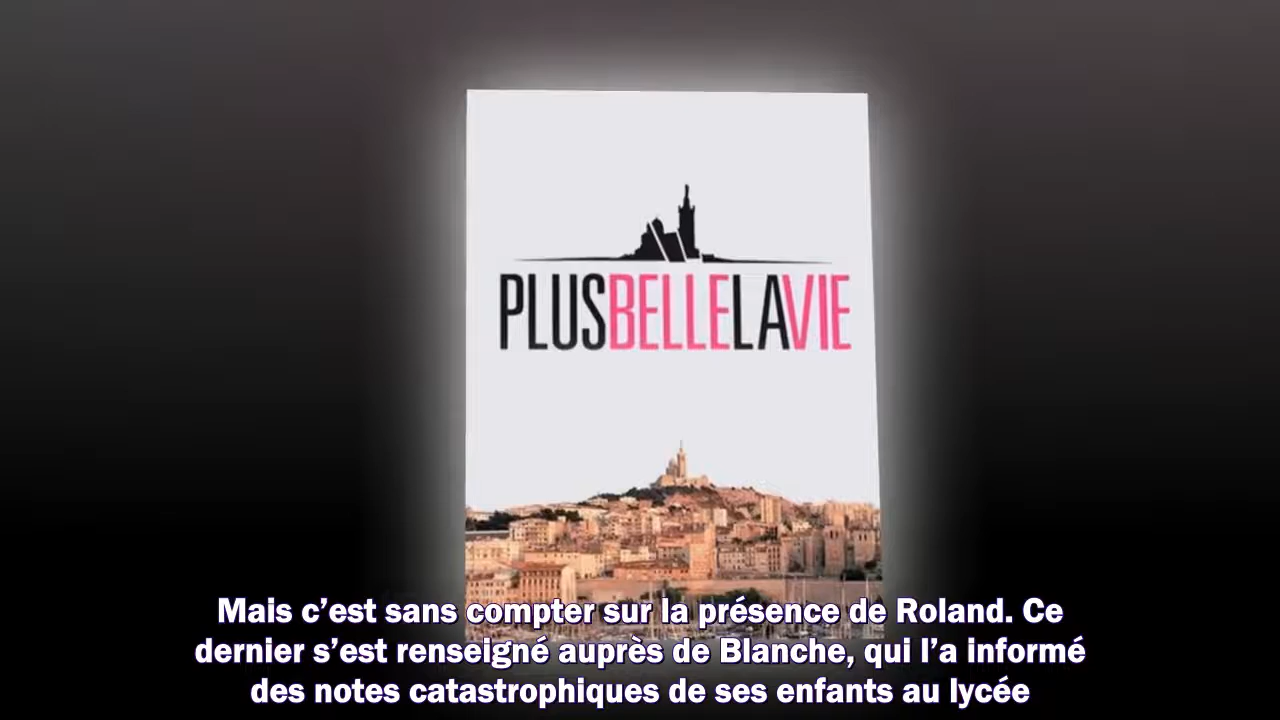 PLUSBELLELAVIE
Mais c’est sans compter sur la présence de Roland. Ce
dernier s’est renseigné auprès de Blanche, qui l’a informé
des notes catastrophiques de ses enfants au lycée